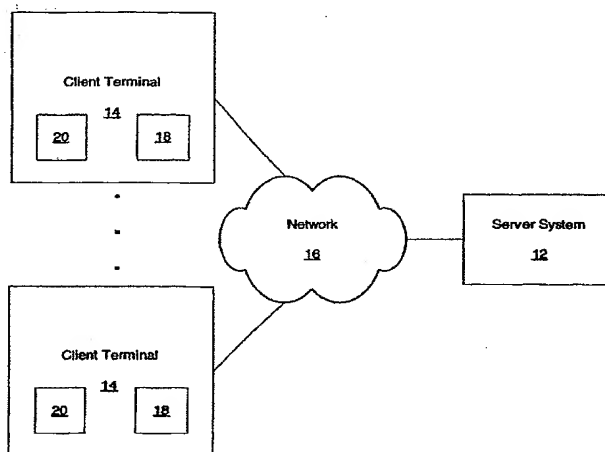 Client Terminal
14
20 18
Network
16
Server System
12
Client Terminal
14
20 18